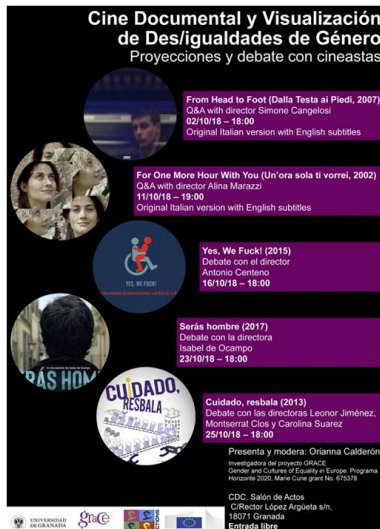 Cine Documental y Visualización
de Des/igualdades de Género
Proyecciones y debate con cineastas
From Head to Foot (Dalla Testa ai Piedi, 2007)
Q&A with director Simone Cangelosi
02/10/18 – 18:00
Original Italian version with English subtitles
For One More Hour With You (Un'ora sola ti vorrei, 2002)
Q&A with director Alina Marazzi
11/10/18 - 19:00
Original Italian version with English subtitles
YES, WE FUCK!
Yes, We Fuck! (2015)
Debate con el director
Antonio Centeno
16/10/18 - 18:00
RÁS HOM
Serás hombre (2017)
Debate con la directora
Isabel de Ocampo
23/10/18 - 18:00
CUIDADO,
RESBALA
Cuidado, resbala (2013)
Debate con las directoras Leonor Jiménez,
Montserrat Clos y Carolina Suarez
25/10/18 – 18:00
Presenta y modera: Orianna Calderón
Investigadora del proyecto GRACE
Gender and Cultures of Equality in Europe. Programa
Horizonte 2020, Marie Curie grant No. 675378
CDC, Salón de Actos
C/Rector López Argüeta s/n,
18071 Granada
Entrada libre
UNIVERSIDAD
DE GRANADA
grace